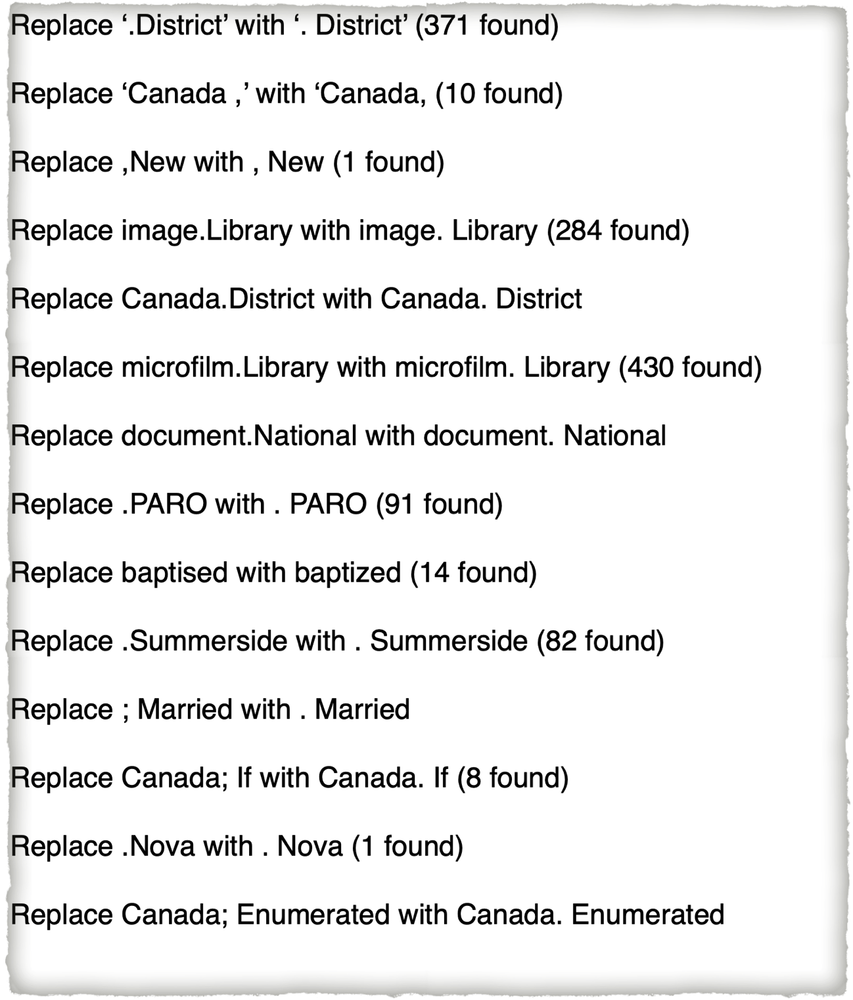 Replace ‘.District’ with ‘. District’ (371 found)
Replace ‘Canada ,’ with ‘Canada, (10 found)
Replace ,New with , New (1 found)
Replace image.Library with image. Library (284 found)
Replace Canada.District with Canada. District
Replace microfilm.Library with microfilm. Library (430 found)
Replace document.National with document. National
Replace .PARO with . PARO (91 found)
Replace baptised with baptized (14 found)
Replace .Summerside with . Summerside (82 found)
Replace ; Married with . Married
Replace Canada; If with Canada. If (8 found)
Replace .Nova with . Nova (1 found)
Replace Canada; Enumerated with Canada. Enumerated